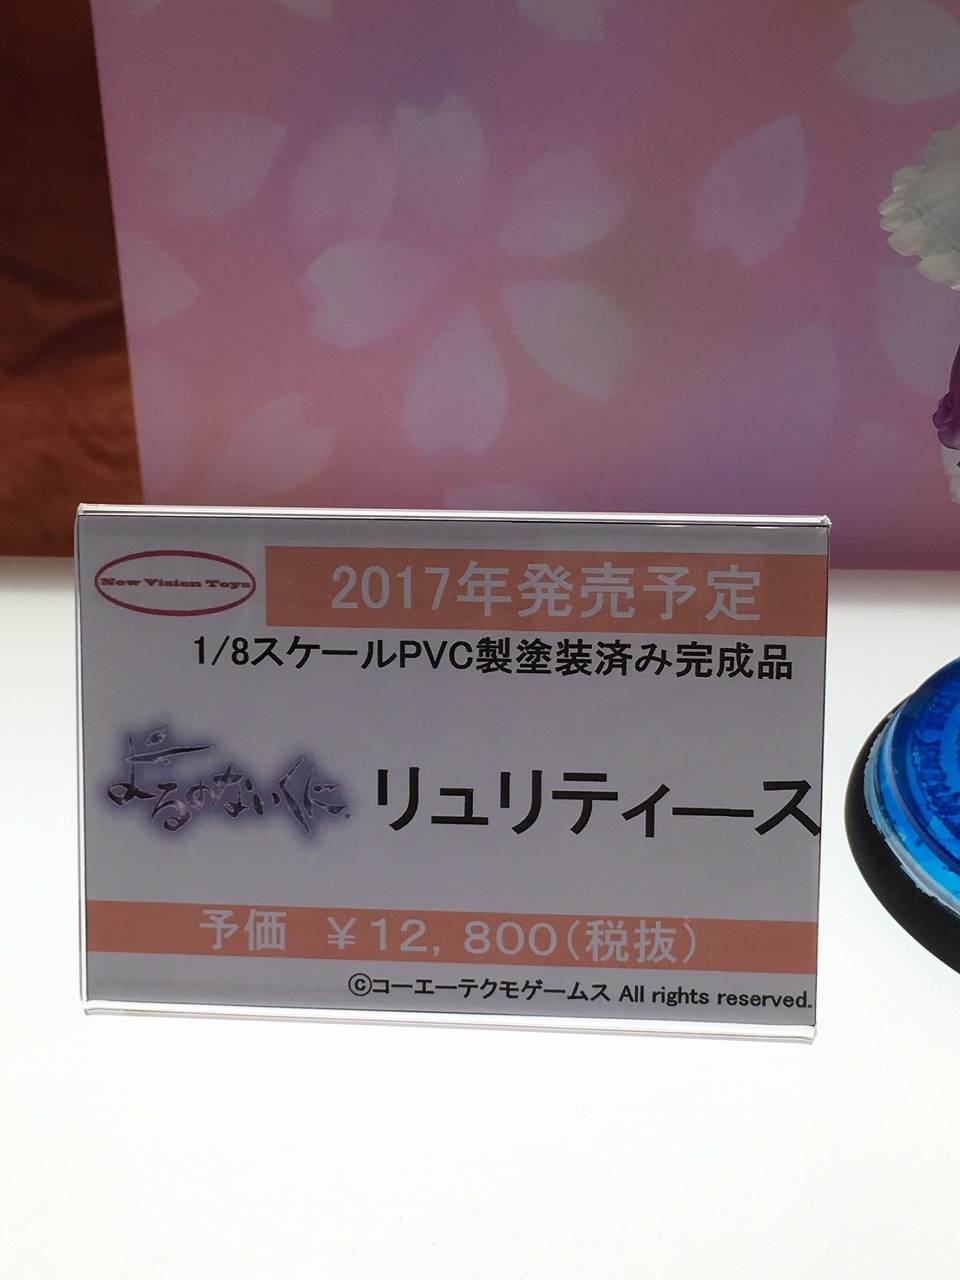 New Vision Toys
2017年発売予定
1/8スケールPVC製塗装済み完成品
よるのないくに リュリティース
予価 ¥12,800(税抜)
©コーエーテクモゲームス All rights reserved.